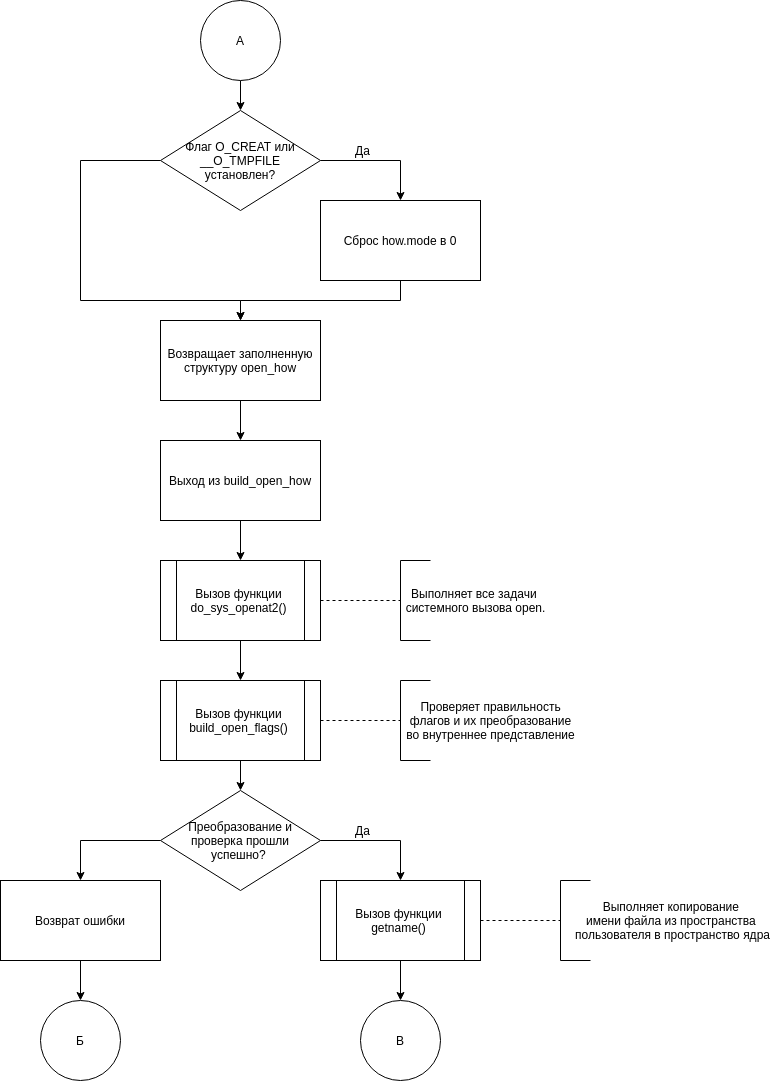 А
Флаг O_CREAT или
__O_TMPFILE
установлен?
Да
Сброс how.mode в 0
Возвращает заполненную
структуру open_how
Выход из build_open_how
Вызов функции
do_sys_openat2()
Выполняет все задачи
системного вызова open.
Вызов функции
build_open_flags()
Проверяет правильность
флагов и их преобразование
во внутреннее представление
Преобразование и
проверка прошли
успешно?
Да
Возврат ошибки
Вызов функции
getname()
Выполняет копирование
имени файла из пространства
пользователя в пространство ядра
Б
В